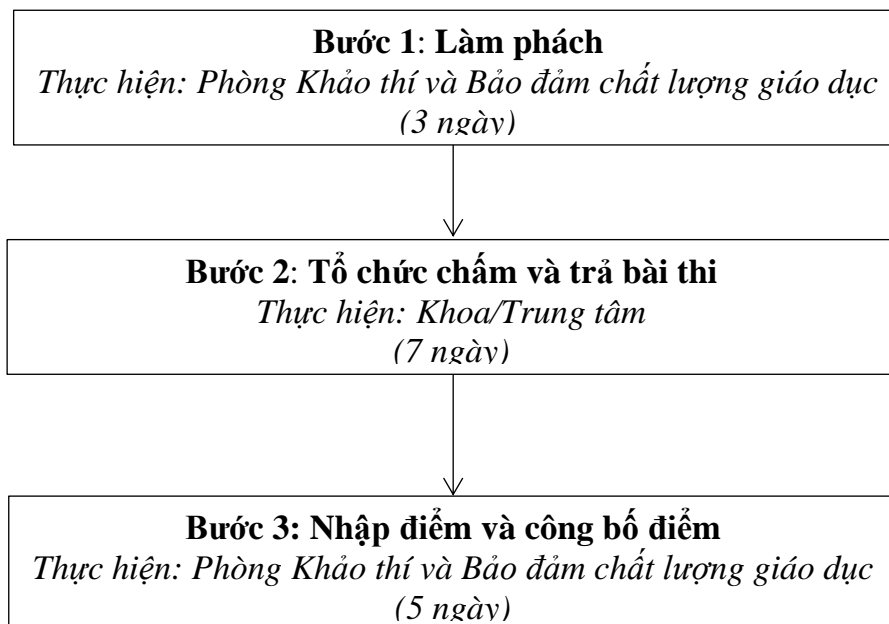 Bước 1: Làm phách
Thực hiện: Phòng Khảo thí và Bảo đảm chất lượng giáo dục
(3 ngày)
Bước 2: Tổ chức chấm và trả bài thi
Thực hiện: Khoa/Trung tâm
(7 ngày)
Bước 3: Nhập điểm và công bố điểm
Thực hiện: Phòng Khảo thí và Bảo đảm chất lượng giáo dục
(5 ngày)